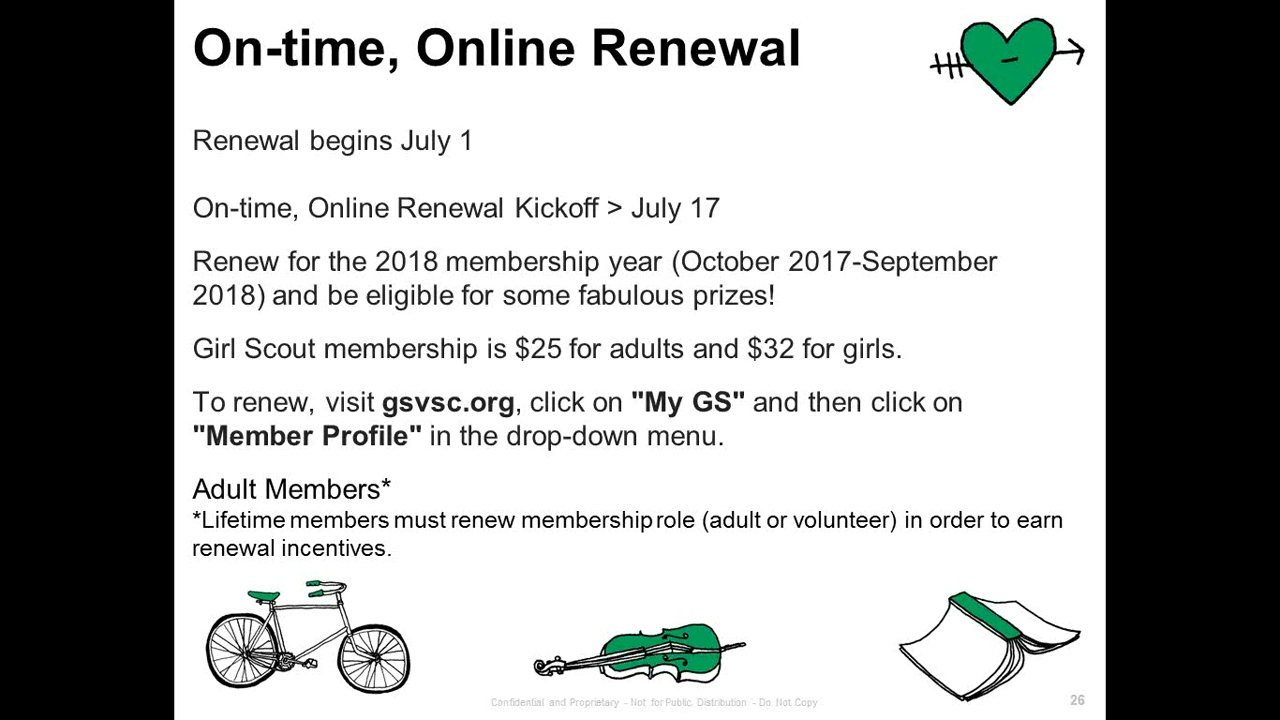 On-time, Online Renewal
Renewal begins July 1
On-time, Online Renewal Kickoff > July 17
Renew for the 2018 membership year (October 2017-September
2018) and be eligible for some fabulous prizes!
Girl Scout membership is $25 for adults and $32 for girls.
To renew, visit gsvsc.org, click on "My GS" and then click on
"Member Profile" in the drop-down menu.
Adult Members*
*Lifetime members must renew membership role (adult or volunteer) in order to earn
renewal incentives.
Confidential and Proprietary - Not for Public. Distribution - Do Not Copy
26